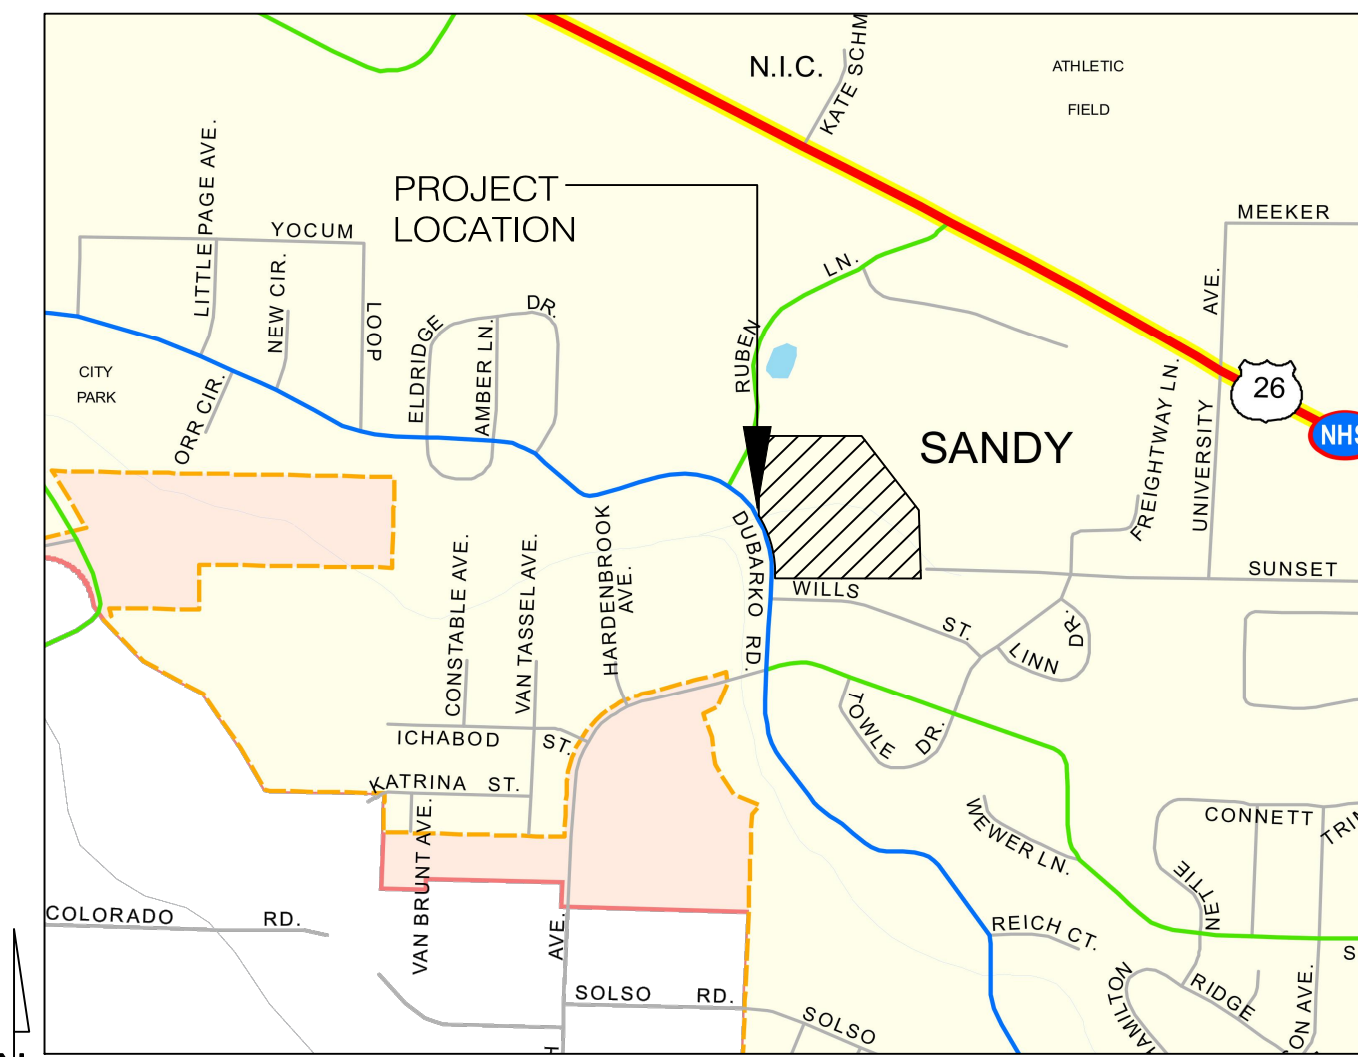 N.I.C.
KATE SCHM
ATHLETIC
FIELD
PROJECT
LOCATION
LITTLE PAGE AVE.
YOCUM
LOOP
NEW CIR.
ORR CIR.
CITY
PARK
ELDRIDGE
DR.
AMBER LN.
RUBEN
LN.
MEEKER
UNIVERSITY AVE.
FREIGHTWAY LN.
26
NHS
SANDY
DUBARKO RD.
CONSTABLE AVE.
VAN TASSEL AVE.
HARDENBROOK
AVE.
WILLS ST.
SUNSET
LINN
DR.
TOWLE DR.
ICHABOD ST.
KATRINA ST.
VAN BRUNT AVE.
WEWER LN.
CONNETT
NETTIE
COLORADO RD.
AVE.
REICH CT.
SOLSO RD.
SOLSO
HAMILTON
RIDGE
ON AVE.
S
H
N